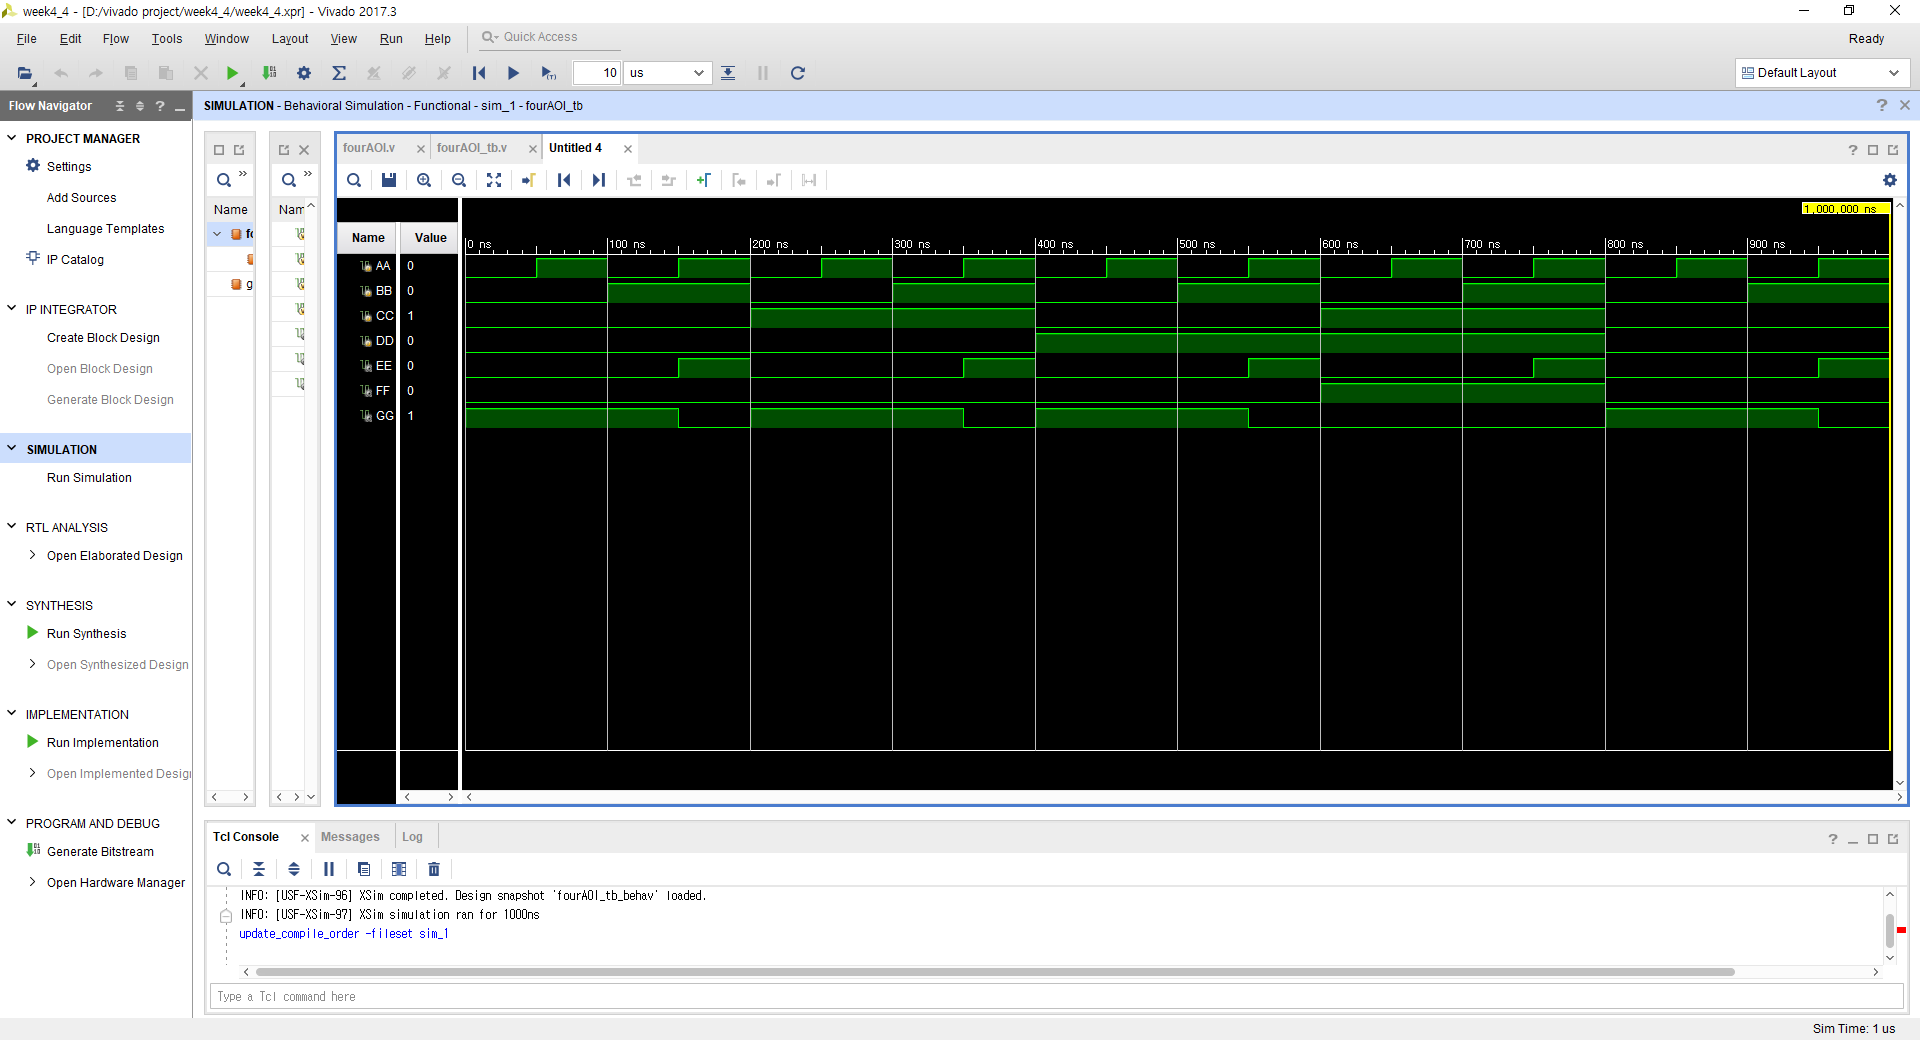 week4_4 - [D:/vivado project/week4_4/week4_4.xpr] - Vivado 2017.3
File Edit Flow Tools Window Layout View Run Help Quick Access
Ready
10 us
Default Layout
Flow Navigator
SIMULATION - Behavioral Simulation - Functional - sim_1 - fourAOI_tb
PROJECT MANAGER
Settings
Add Sources
Language Templates
IP Catalog
IP INTEGRATOR
Create Block Design
Open Block Design
Generate Block Design
SIMULATION
Run Simulation
RTL ANALYSIS
Open Elaborated Design
SYNTHESIS
Run Synthesis
Open Synthesized Design
IMPLEMENTATION
Run Implementation
Open Implemented Desig
PROGRAM AND DEBUG
Generate Bitstream
Open Hardware Manager
Name
fo
g
Nam
fourAOI.v fourAOI_tb.v Untitled 4
1,000,000 ns
Name Value
0 ns 100 ns 200 ns 300 ns 400 ns 500 ns 600 ns 700 ns 800 ns 900 ns
AA 0
BB 0
CC 1
DD 0
EE 0
FF 0
GG 1
Tcl Console Messages Log
INFO: [USF-XSim-96] XSim completed. Design snapshot 'fourAOI_tb_behav' loaded.
INFO: [USF-XSim-97] XSim simulation ran for 1000ns
update_compile_order -fileset sim_1
Type a Tcl command here
Sim Time: 1 us